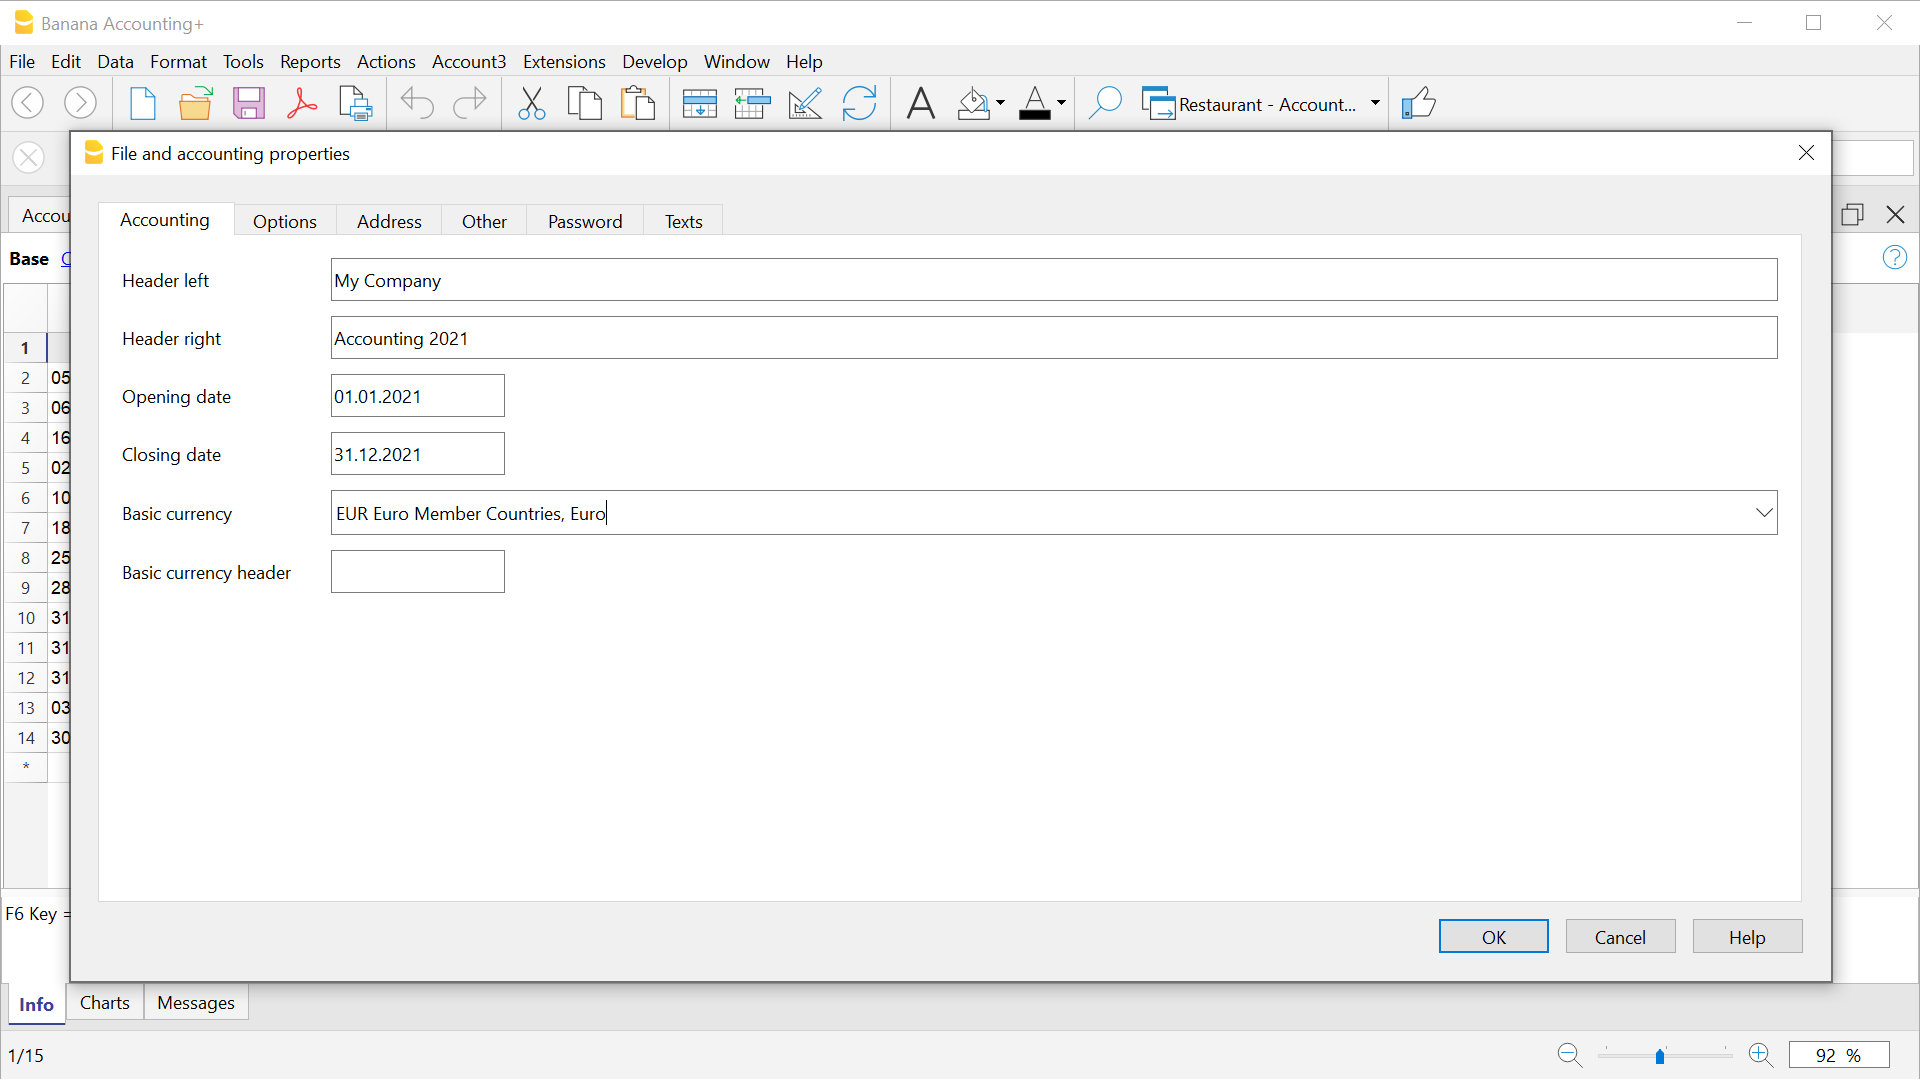 Banana Accounting+
File Edit Data Format Tools Reports Actions Account3 Extensions Develop Window Help
Restaurant - Account...
File and accounting properties
Accounting Options Address Other Password Texts
Base
Header left My Company
Header right Accounting 2021
Opening date 01.01.2021
Closing date 31.12.2021
Basic currency EUR Euro Member Countries, Euro
Basic currency header
1
2 05
3 06
4 16
5 02
6 10
7 18
8 25
9 28
10 31
11 31
12 31
13 03
14 30
*
F6 Key =
OK Cancel Help
Info Charts Messages
1/15
92 %